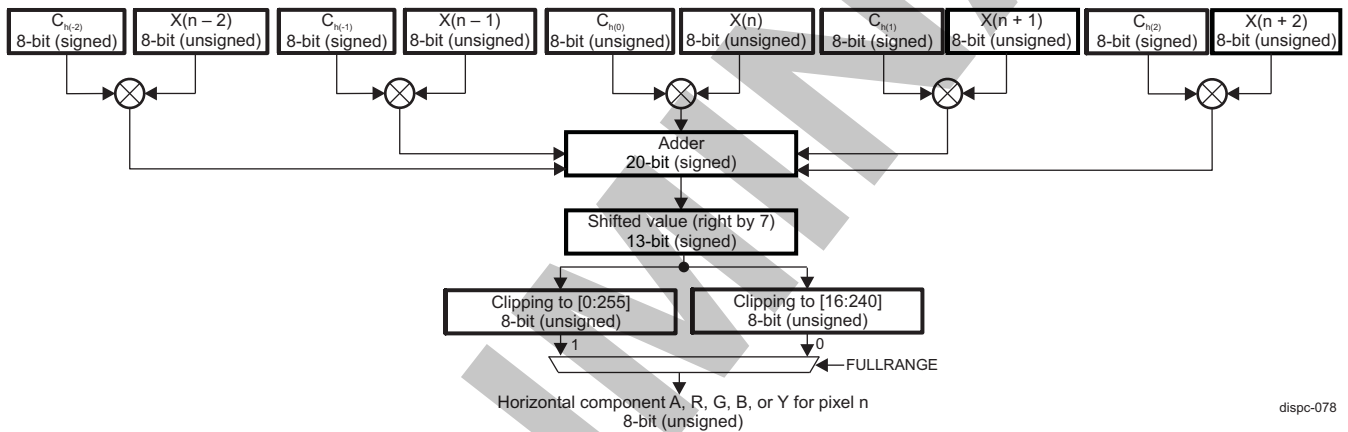 C_h(-2) X(n – 2) C_h(-1) X(n – 1) C_h(0) X(n) C_h(1) X(n + 1) C_h(2) X(n + 2)
8-bit (signed) 8-bit (unsigned) 8-bit (signed) 8-bit (unsigned) 8-bit (signed) 8-bit (unsigned) 8-bit (signed) 8-bit (unsigned) 8-bit (signed) 8-bit (unsigned)
Adder
20-bit (signed)
Shifted value (right by 7)
13-bit (signed)
Clipping to [0:255] Clipping to [16:240]
8-bit (unsigned) 8-bit (unsigned)
1 0
FULLRANGE
Horizontal component A, R, G, B, or Y for pixel n
8-bit (unsigned)
dispc-078